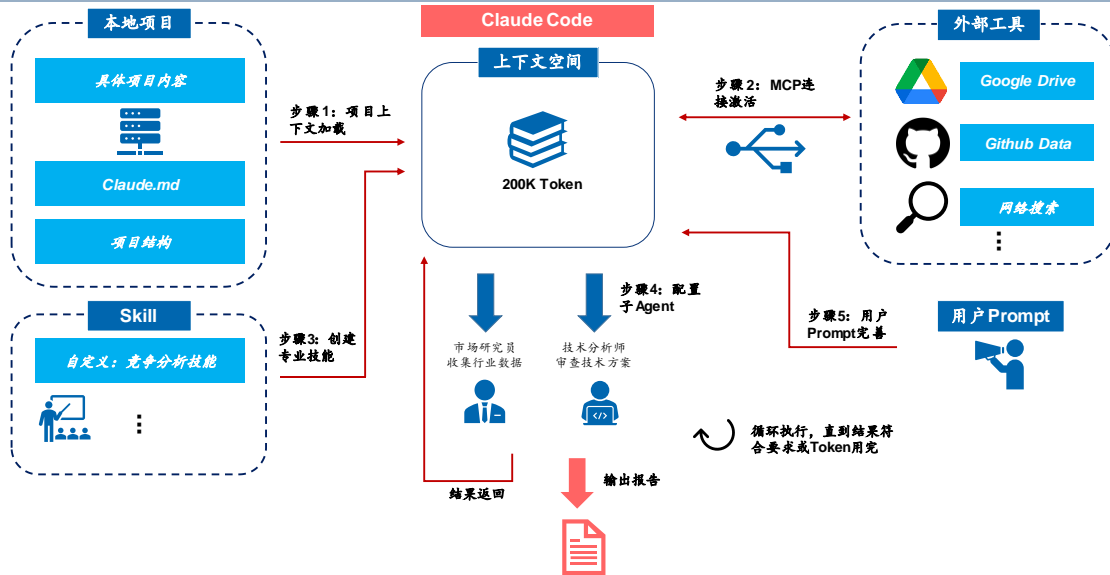 本地项目
具体项目内容
Claude.md
项目结构
Skill
自定义：竞争分析技能
⋮
步骤1：项目上
下文加载
步骤3：创建
专业技能
Claude Code
上下文空间
200K Token
步骤4：配置
子Agent
市场研究员
收集行业数据
技术分析师
审查技术方案
</>
结果返回
输出报告
步骤2：MCP连
接激活
外部工具
Google Drive
Github Data
网络搜索
⋮
步骤5：用户
Prompt完善
用户Prompt
循环执行，直到结果符
合要求或Token用完